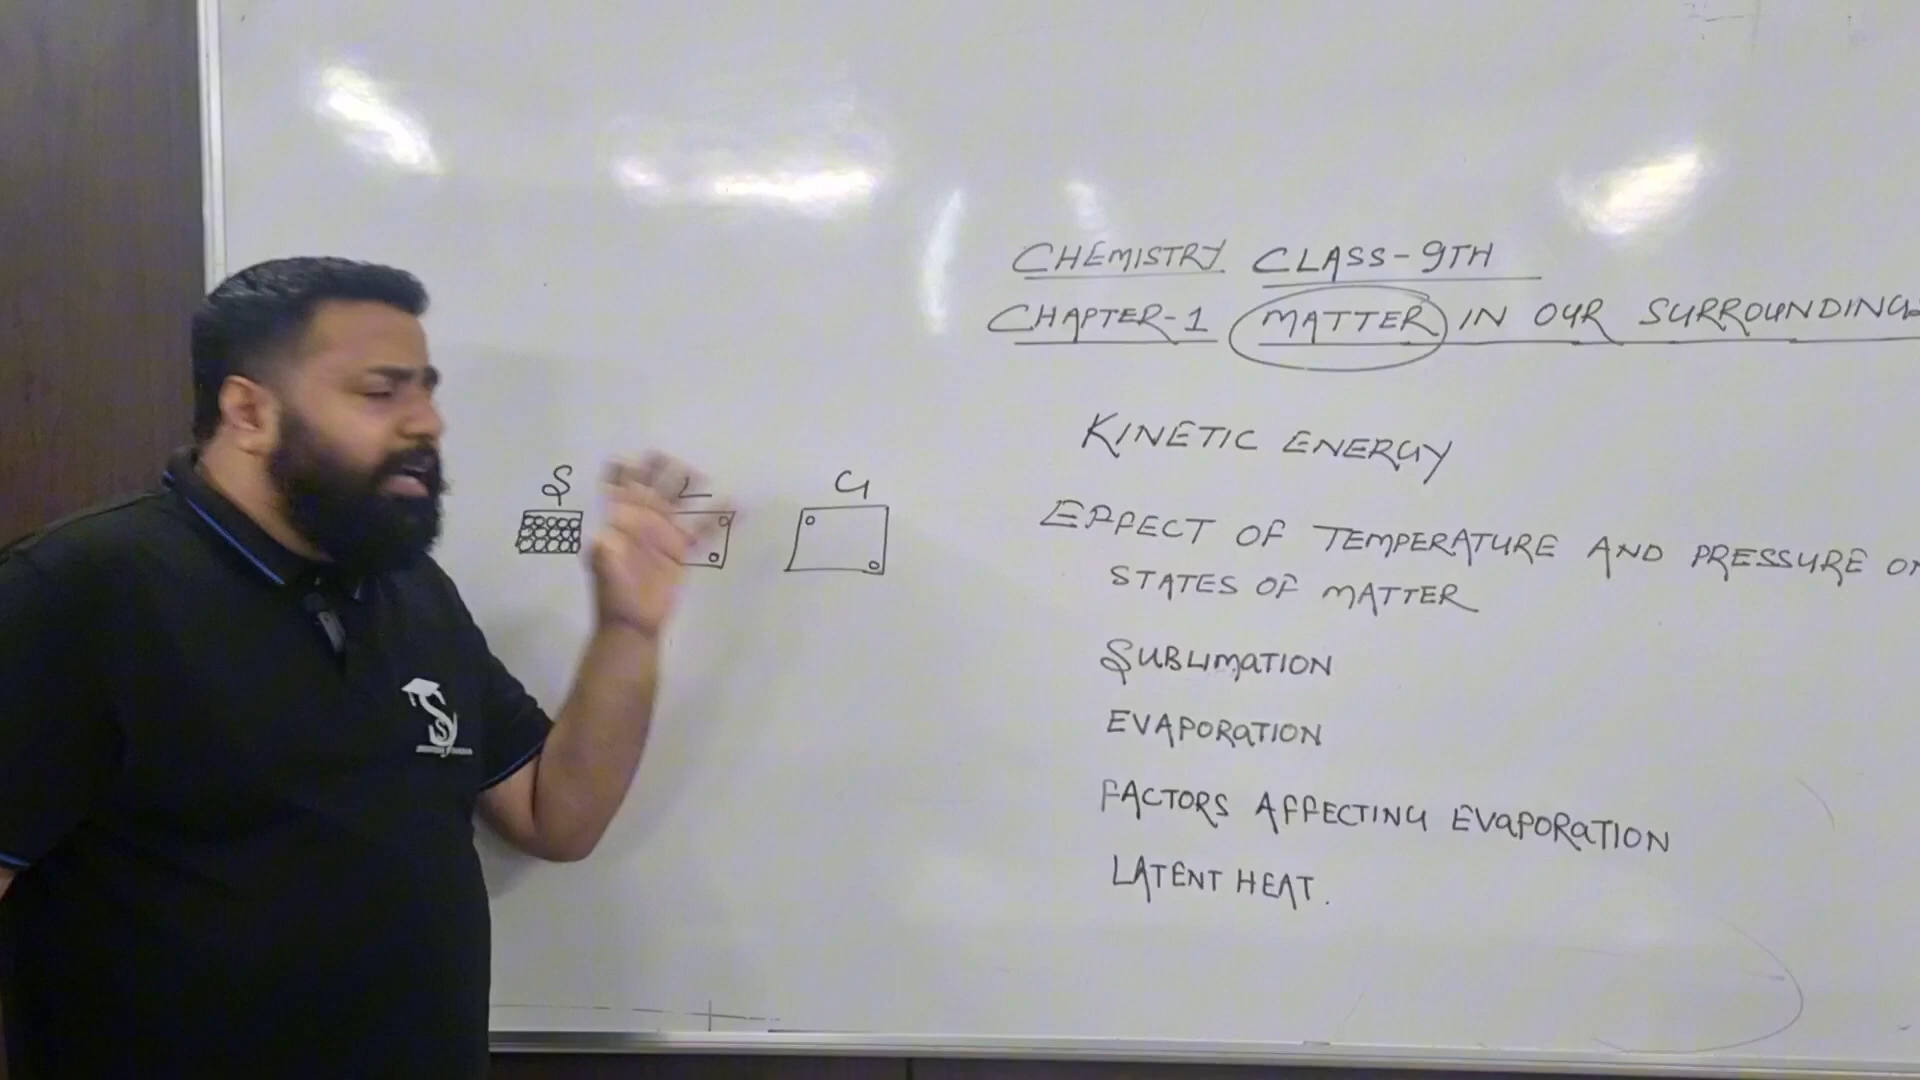 CHEMISTRY CLASS-9TH
CHAPTER-1 MATTER IN OUR SURROUNDINGS
KINETIC ENERGY
S L G
EFFECT OF TEMPERATURE AND PRESSURE ON
STATES OF MATTER
SUBLIMATION
EVAPORATION
FACTORS AFFECTING EVAPORATION
LATENT HEAT.